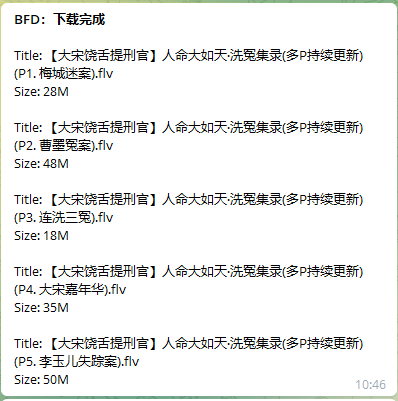 BFD：下载完成
Title: 【大宋饶舌提刑官】人命大如天·洗冤集录(多P持续更新)
(P1. 梅城迷案).flv
Size: 28M
Title: 【大宋饶舌提刑官】人命大如天·洗冤集录(多P持续更新)
(P2. 曹墨冤案).flv
Size: 48M
Title: 【大宋饶舌提刑官】人命大如天·洗冤集录(多P持续更新)
(P3. 连洗三冤).flv
Size: 18M
Title: 【大宋饶舌提刑官】人命大如天·洗冤集录(多P持续更新)
(P4. 大宋嘉年华).flv
Size: 35M
Title: 【大宋饶舌提刑官】人命大如天·洗冤集录(多P持续更新)
(P5. 李玉儿失踪案).flv
Size: 50M
10:46